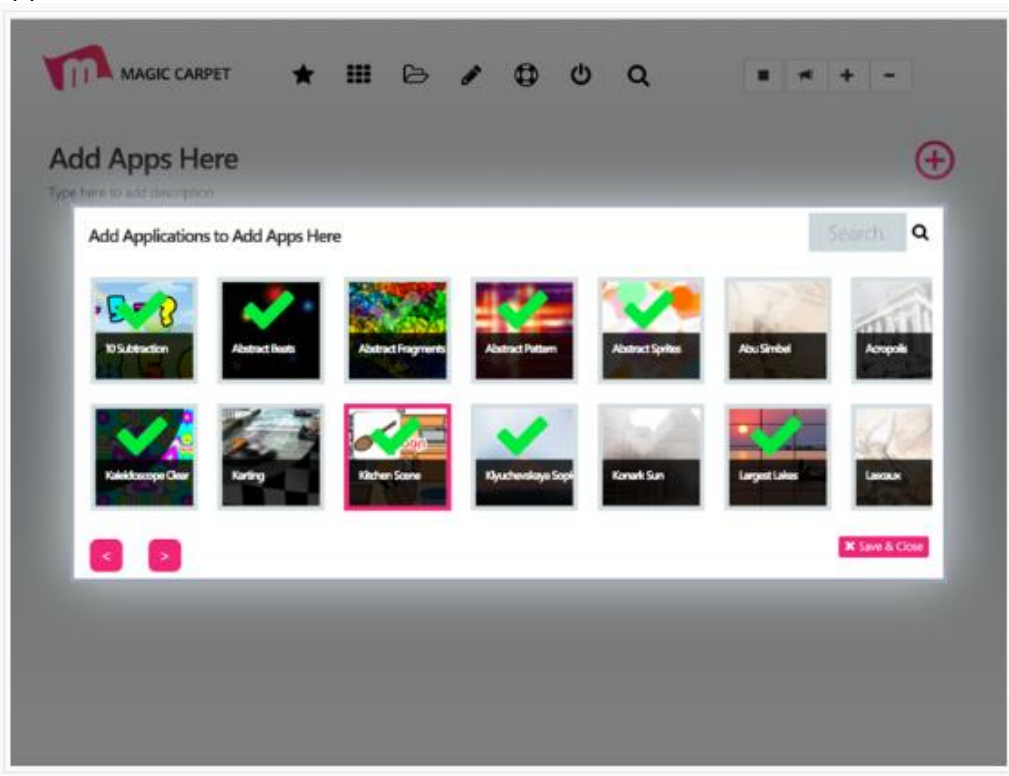 MAGIC CARPET
Add Apps Here
Type here to add description
Add Applications to Add Apps Here
Search
10 Subtraction
Abstract Beats
Abstract Fragments
Abstract Pattern
Abstract Sprites
Abu Simbel
Acropolis
Kaleidoscope Clear
Karting
Kitchen Scene
Klyuchevskaya Sopk
Konark Sun
Largest Lakes
Lascaux
<
>
Save & Close